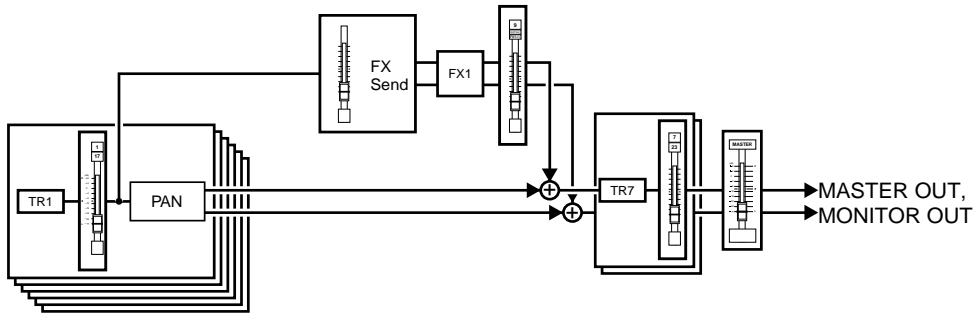 FX
Send
FX1
9
1
17
TR1
PAN
7
23
TR7
MASTER
MASTER OUT,
MONITOR OUT